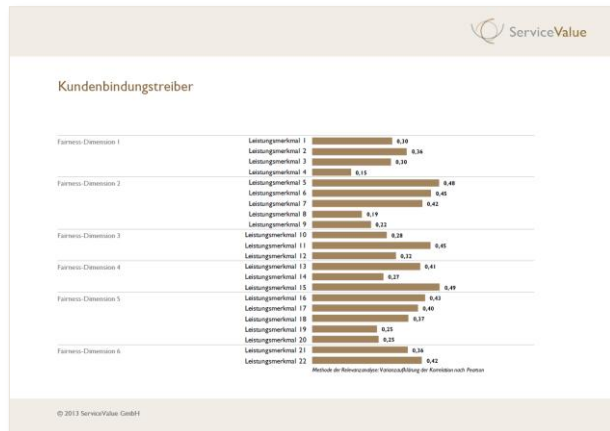 ServiceValue
Kundenbindungstreiber
Fairness-Dimension 1
Leistungsmerkmal 1 0,30
Leistungsmerkmal 2 0,36
Leistungsmerkmal 3 0,30
Leistungsmerkmal 4 0,15
Fairness-Dimension 2
Leistungsmerkmal 5 0,48
Leistungsmerkmal 6 0,45
Leistungsmerkmal 7 0,42
Leistungsmerkmal 8 0,19
Leistungsmerkmal 9 0,22
Fairness-Dimension 3
Leistungsmerkmal 10 0,28
Leistungsmerkmal 11 0,45
Leistungsmerkmal 12 0,32
Fairness-Dimension 4
Leistungsmerkmal 13 0,41
Leistungsmerkmal 14 0,27
Leistungsmerkmal 15 0,49
Fairness-Dimension 5
Leistungsmerkmal 16 0,43
Leistungsmerkmal 17 0,40
Leistungsmerkmal 18 0,37
Leistungsmerkmal 19 0,25
Leistungsmerkmal 20 0,25
Fairness-Dimension 6
Leistungsmerkmal 21 0,36
Leistungsmerkmal 22 0,42
Methode der Relevanzanalyse: Varianzaufklärung der Korrelation nach Pearson
© 2013 ServiceValue GmbH